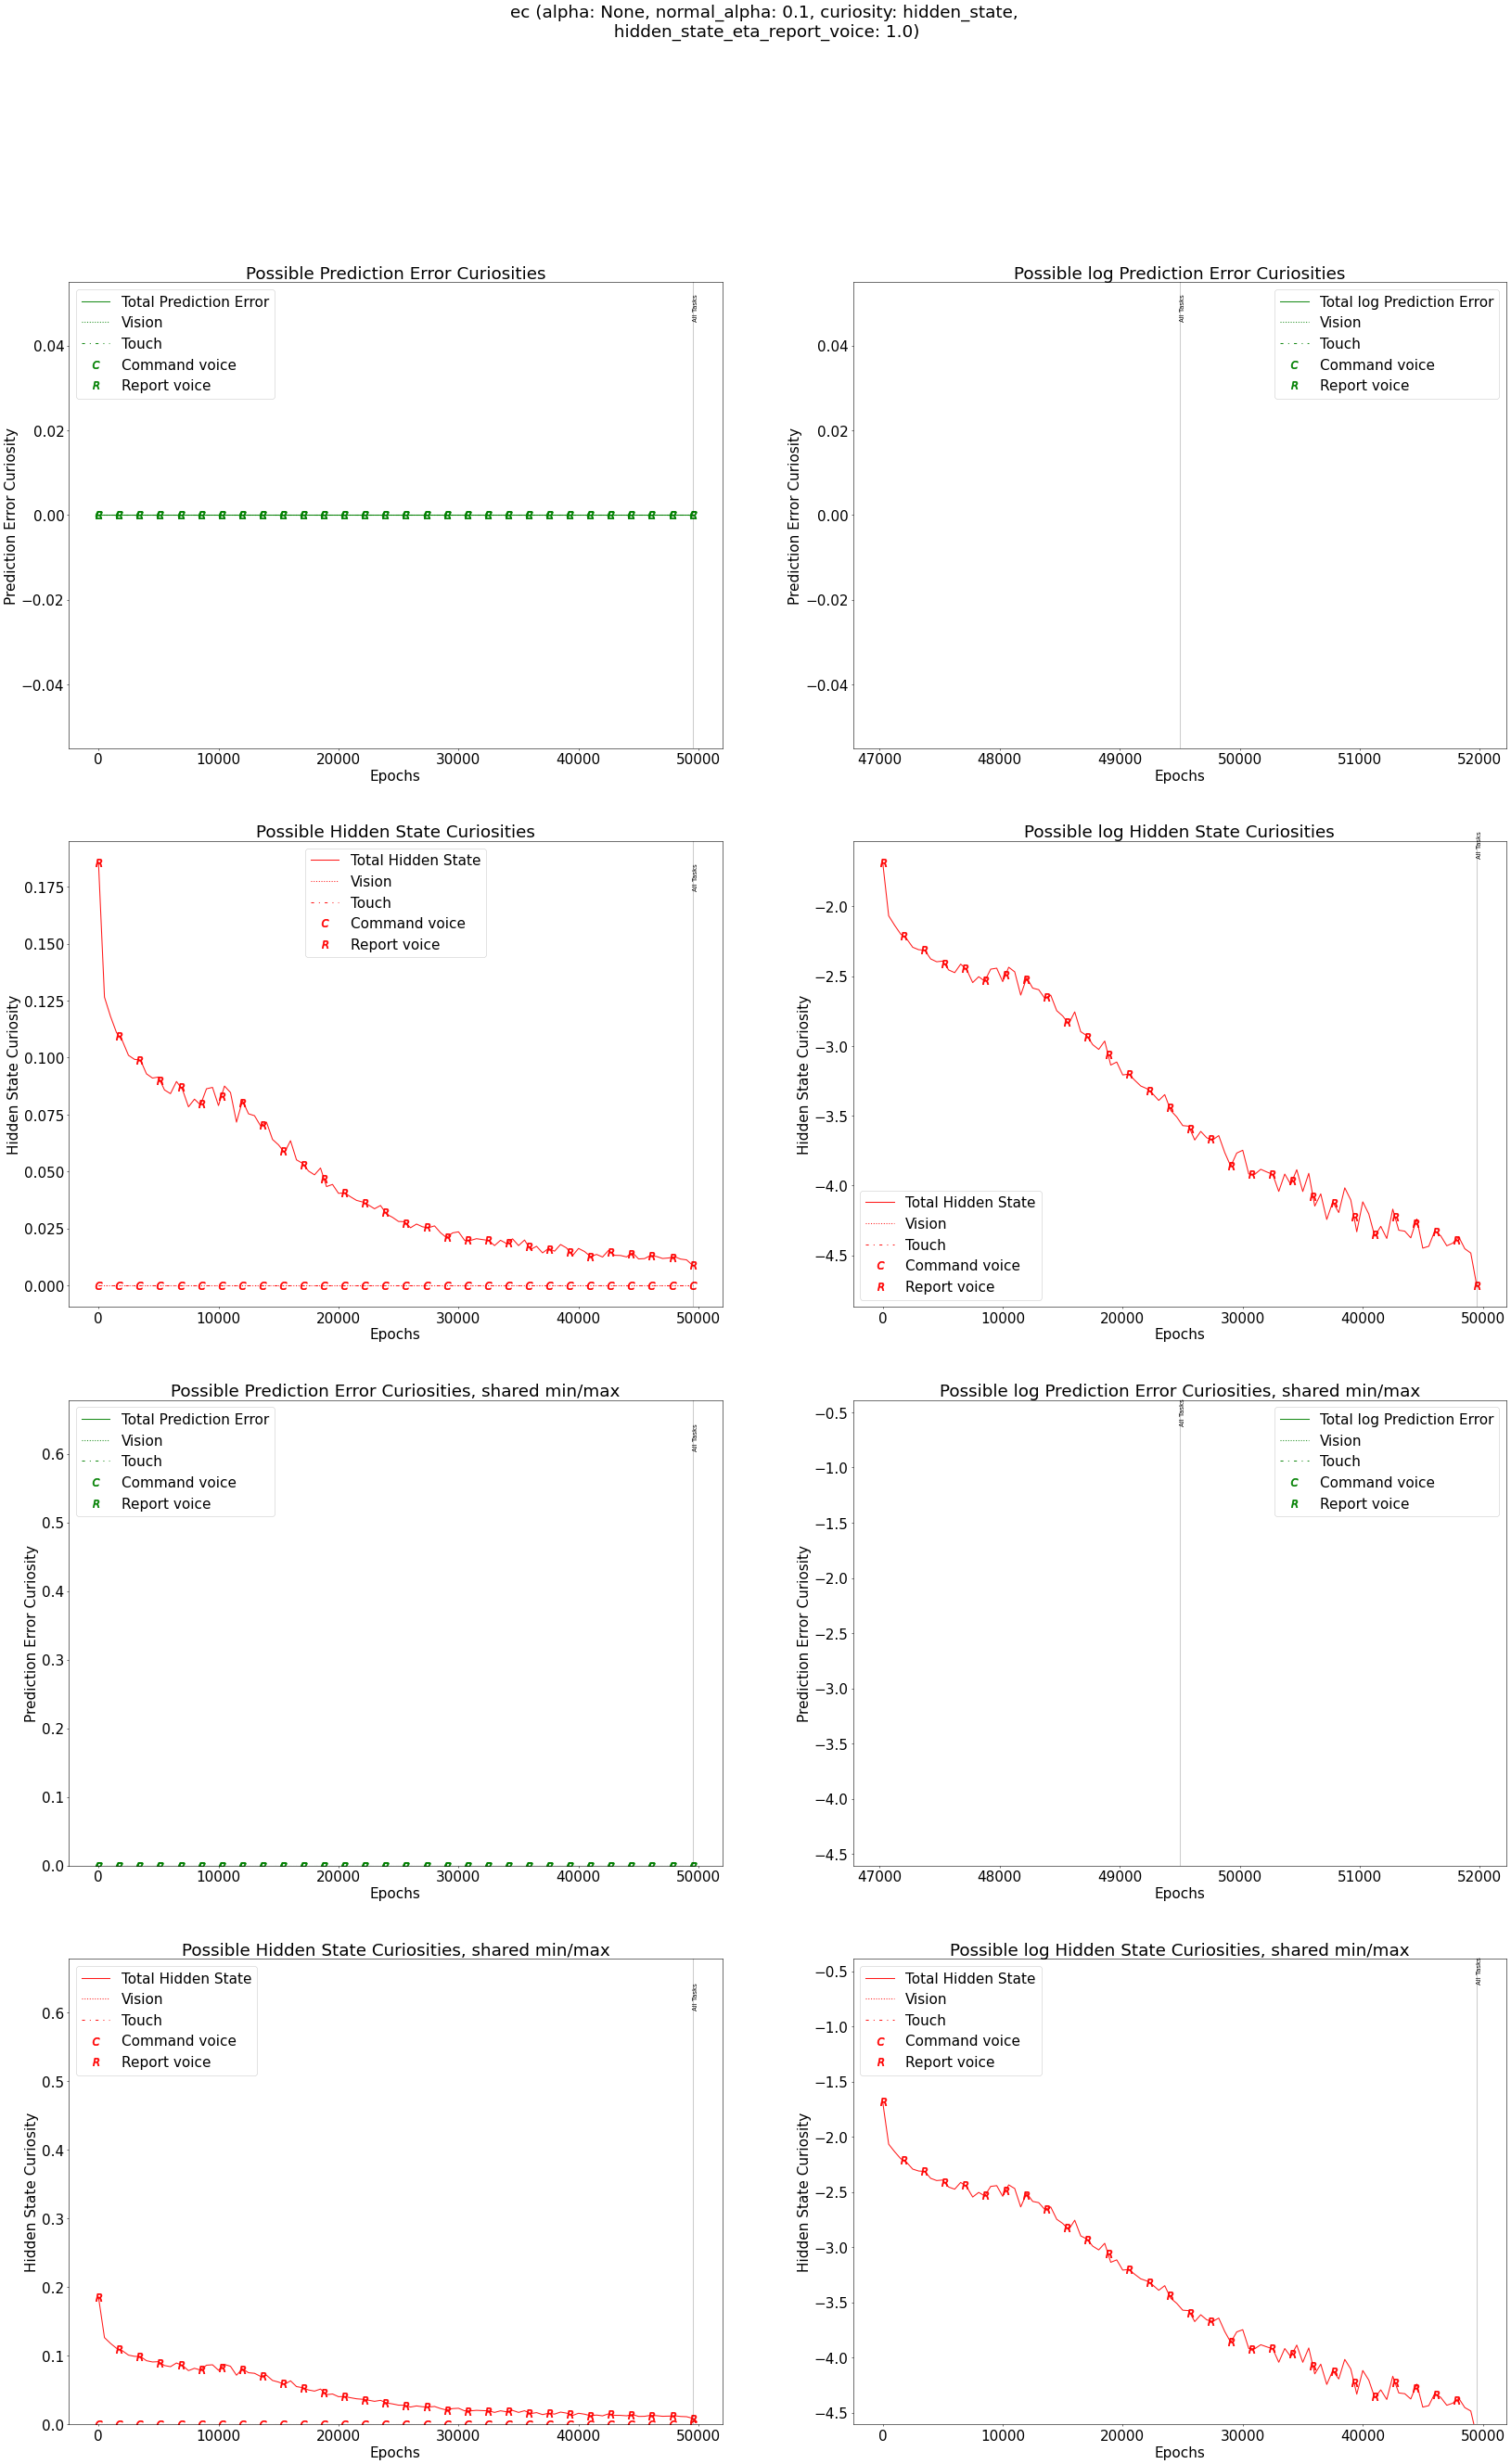 ec (alpha: None, normal_alpha: 0.1, curiosity: hidden_state,
hidden_state_eta_report_voice: 1.0)
Possible Prediction Error Curiosities
Total Prediction Error
Vision
Touch
C Command voice
R Report voice
All Tasks
0.04
0.02
0.00
−0.02
−0.04
Prediction Error Curiosity
0 10000 20000 30000 40000 50000
Epochs
Possible log Prediction Error Curiosities
Total log Prediction Error
Vision
Touch
C Command voice
R Report voice
All Tasks
0.04
0.02
0.00
−0.02
−0.04
Prediction Error Curiosity
47000 48000 49000 50000 51000 52000
Epochs
Possible Hidden State Curiosities
Total Hidden State
Vision
Touch
C Command voice
R Report voice
All Tasks
0.175
0.150
0.125
0.100
0.075
0.050
0.025
0.000
Hidden State Curiosity
0 10000 20000 30000 40000 50000
Epochs
Possible log Hidden State Curiosities
Total Hidden State
Vision
Touch
C Command voice
R Report voice
All Tasks
−2.0
−2.5
−3.0
−3.5
−4.0
−4.5
Hidden State Curiosity
0 10000 20000 30000 40000 50000
Epochs
Possible Prediction Error Curiosities, shared min/max
Total Prediction Error
Vision
Touch
C Command voice
R Report voice
All Tasks
0.6
0.5
0.4
0.3
0.2
0.1
0.0
Prediction Error Curiosity
0 10000 20000 30000 40000 50000
Epochs
Possible log Prediction Error Curiosities, shared min/max
Total log Prediction Error
Vision
Touch
C Command voice
R Report voice
All Tasks
−0.5
−1.0
−1.5
−2.0
−2.5
−3.0
−3.5
−4.0
−4.5
Prediction Error Curiosity
47000 48000 49000 50000 51000 52000
Epochs
Possible Hidden State Curiosities, shared min/max
Total Hidden State
Vision
Touch
C Command voice
R Report voice
All Tasks
0.6
0.5
0.4
0.3
0.2
0.1
0.0
Hidden State Curiosity
0 10000 20000 30000 40000 50000
Epochs
Possible log Hidden State Curiosities, shared min/max
Total Hidden State
Vision
Touch
C Command voice
R Report voice
All Tasks
−0.5
−1.0
−1.5
−2.0
−2.5
−3.0
−3.5
−4.0
−4.5
Hidden State Curiosity
0 10000 20000 30000 40000 50000
Epochs